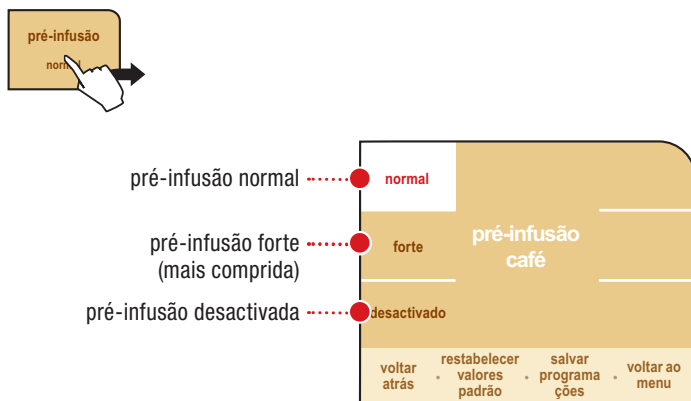 pré-infusão
normal
pré-infusão normal
normal
pré-infusão forte
(mais comprida)
forte
pré-infusão
café
pré-infusão desactivada
desactivado
voltar
atrás
restabelecer
valores
padrão
salvar
programa
ções
voltar ao
menu